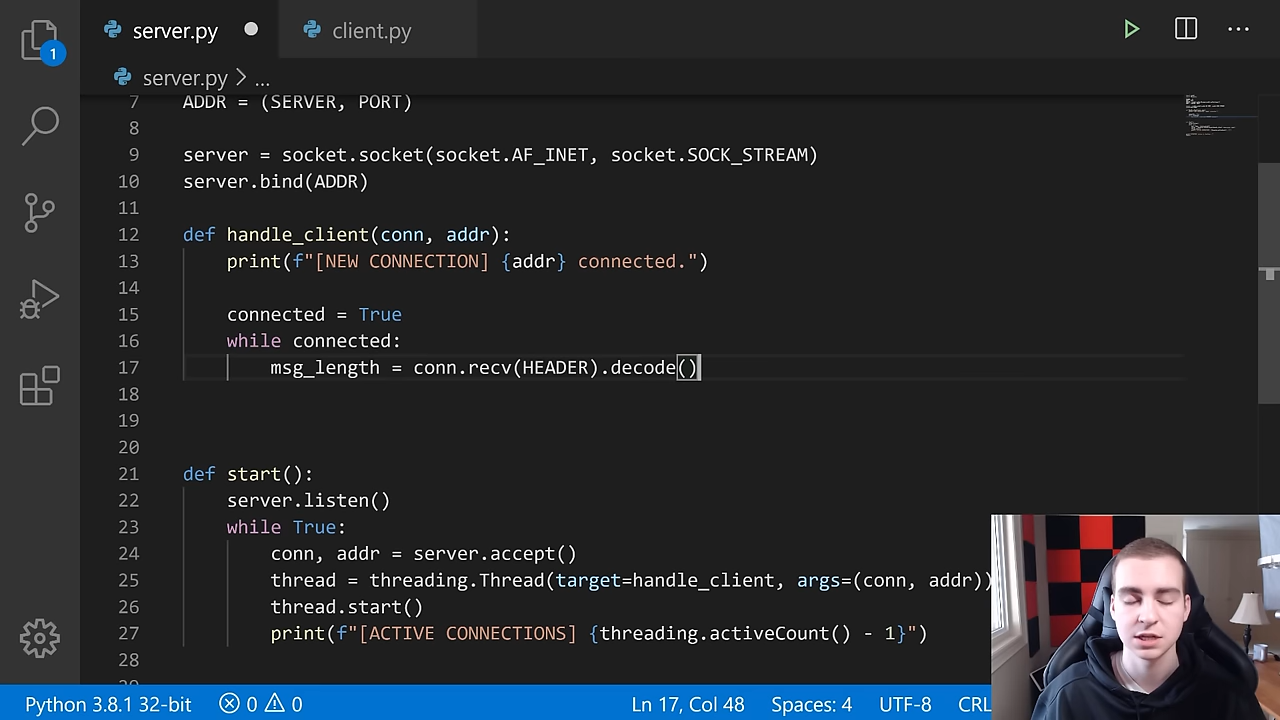 server.py
client.py
1
server.py > ...
7 ADDR = (SERVER, PORT)
8
9 server = socket.socket(socket.AF_INET, socket.SOCK_STREAM)
10 server.bind(ADDR)
11
12 def handle_client(conn, addr):
13 print(f"[NEW CONNECTION] {addr} connected.")
14
15 connected = True
16 while connected:
17 msg_length = conn.recv(HEADER).decode()
18
19
20
21 def start():
22 server.listen()
23 while True:
24 conn, addr = server.accept()
25 thread = threading.Thread(target=handle_client, args=(conn, addr))
26 thread.start()
27 print(f"[ACTIVE CONNECTIONS] {threading.activeCount() - 1}")
28
Python 3.8.1 32-bit 0 0 Ln 17, Col 48 Spaces: 4 UTF-8 CRL